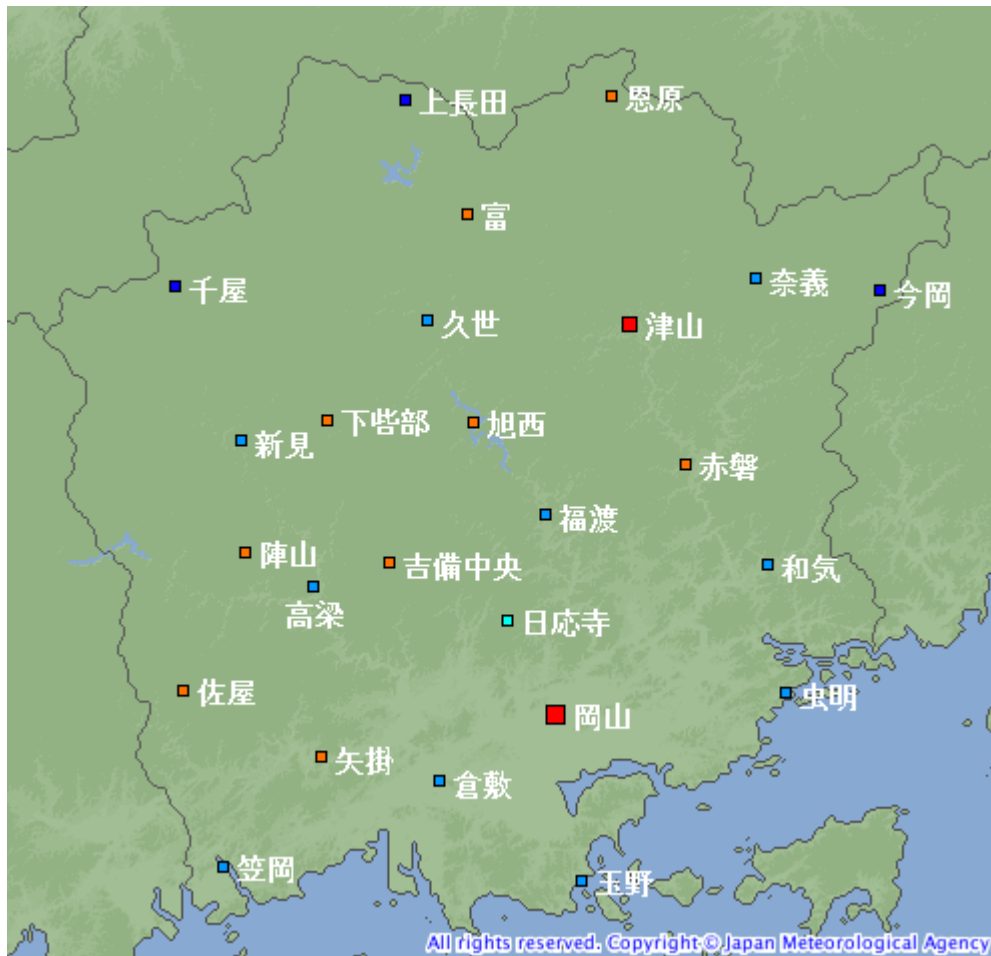 上長田
恩原
富
千屋
奈義
今岡
久世
津山
下呰部
旭西
新見
赤磐
福渡
陣山
吉備中央
和気
高梁
日応寺
佐屋
虫明
岡山
矢掛
倉敷
笠岡
玉野
All rights reserved. Copyright © Japan Meteorological Agency